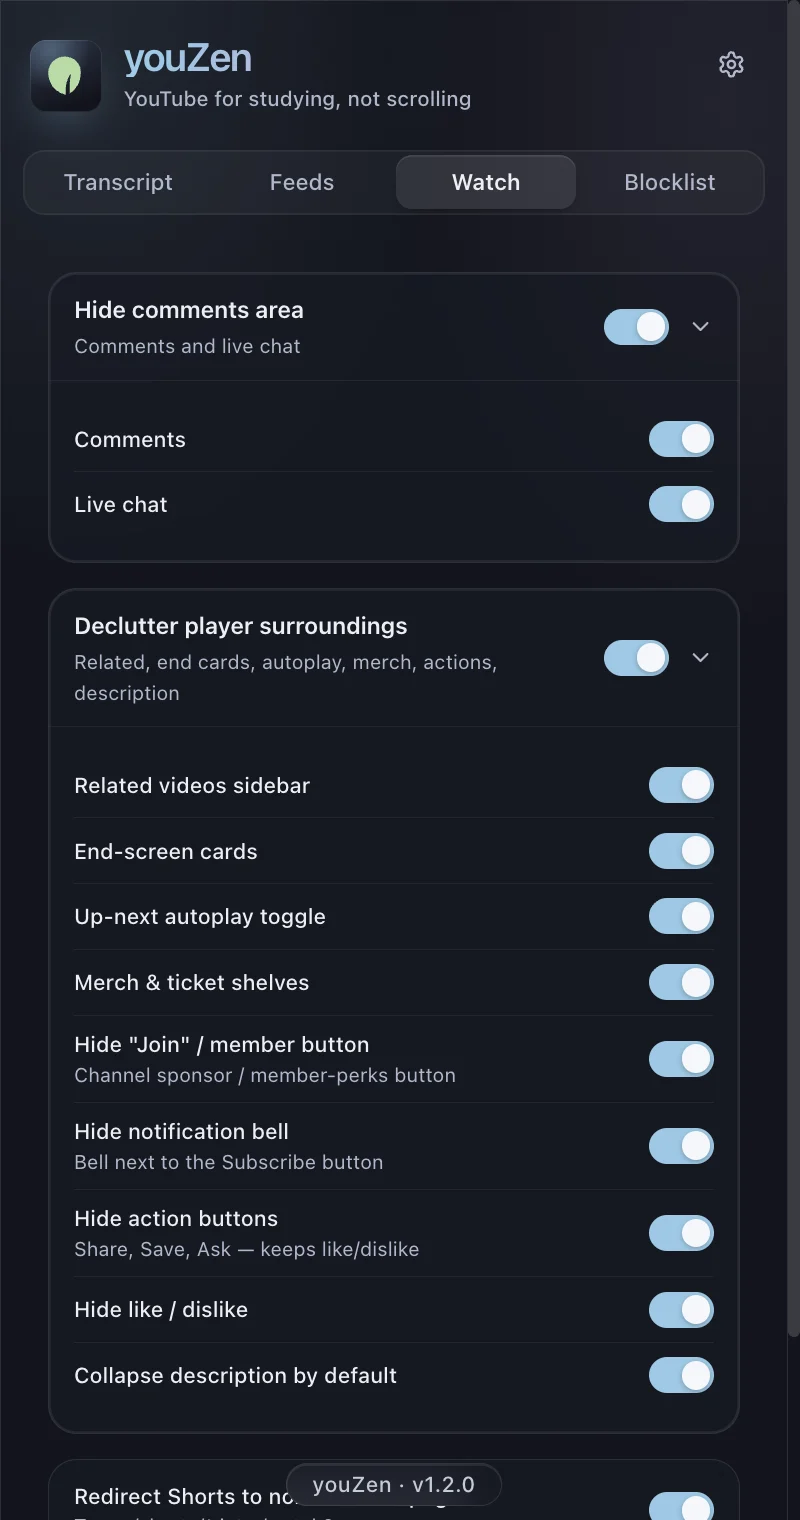 youZen
YouTube for studying, not scrolling
Transcript
Feeds
Watch
Blocklist
Hide comments area
Comments and live chat
Comments
Live chat
Declutter player surroundings
Related, end cards, autoplay, merch, actions,
description
Related videos sidebar
End-screen cards
Up-next autoplay toggle
Merch & ticket shelves
Hide "Join" / member button
Channel sponsor / member-perks button
Hide notification bell
Bell next to the Subscribe button
Hide action buttons
Share, Save, Ask — keeps like/dislike
Hide like / dislike
Collapse description by default
Redirect Shorts to
youZen · v1.2.0